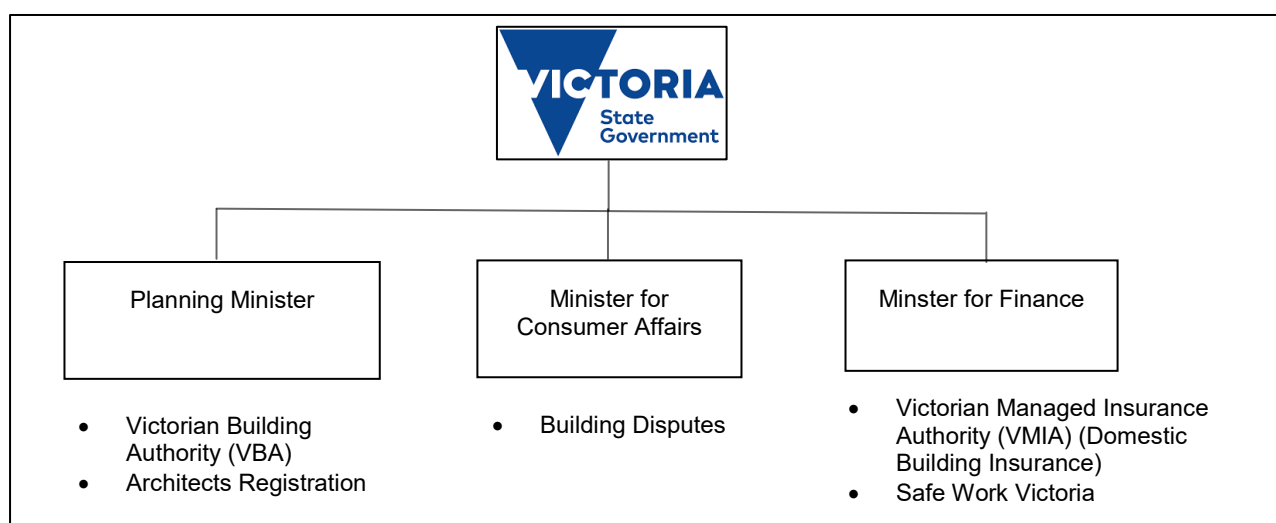 VICTORIA
State
Government
Planning Minister
Minister for
Consumer Affairs
Minster for Finance
• Victorian Building
Authority (VBA)
• Architects Registration
• Building Disputes
• Victorian Managed Insurance
Authority (VMIA) (Domestic
Building Insurance)
• Safe Work Victoria